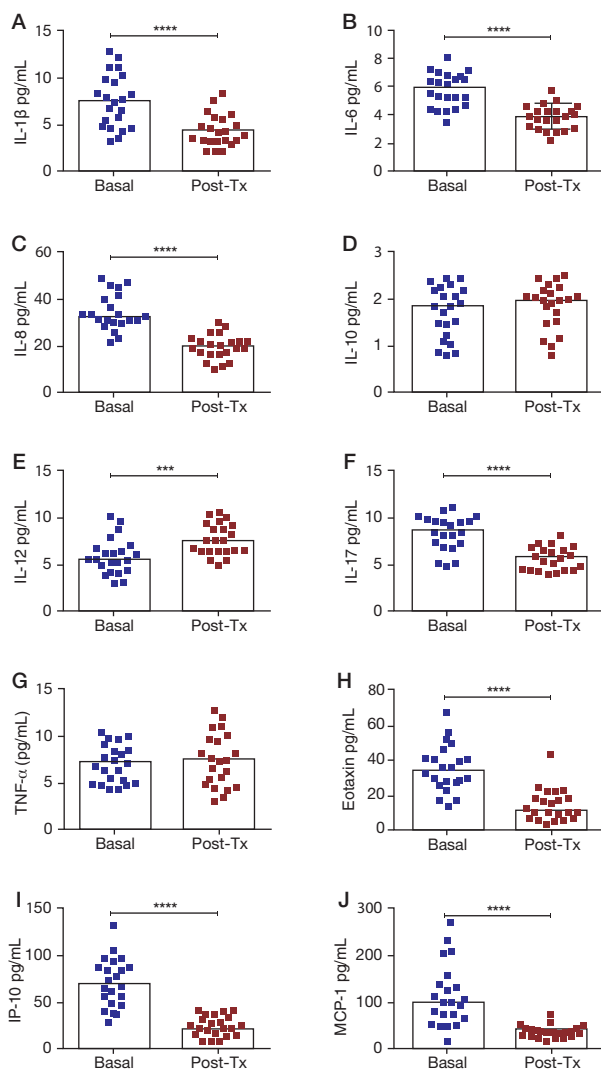 A
****
IL-1β pg/mL
15
10
5
0
Basal
Post-Tx
B
****
IL-6 pg/mL
10
8
6
4
2
0
Basal
Post-Tx
C
****
IL-8 pg/mL
60
40
20
0
Basal
Post-Tx
D
IL-10 pg/mL
3
2
1
0
Basal
Post-Tx
E
***
IL-12 pg/mL
15
10
5
0
Basal
Post-Tx
F
****
IL-17 pg/mL
15
10
5
0
Basal
Post-Tx
G
TNF-α (pg/mL)
15
10
5
0
Basal
Post-Tx
H
****
Eotaxin pg/mL
80
60
40
20
0
Basal
Post-Tx
I
****
IP-10 pg/mL
150
100
50
0
Basal
Post-Tx
J
****
MCP-1 pg/mL
300
200
100
0
Basal
Post-Tx